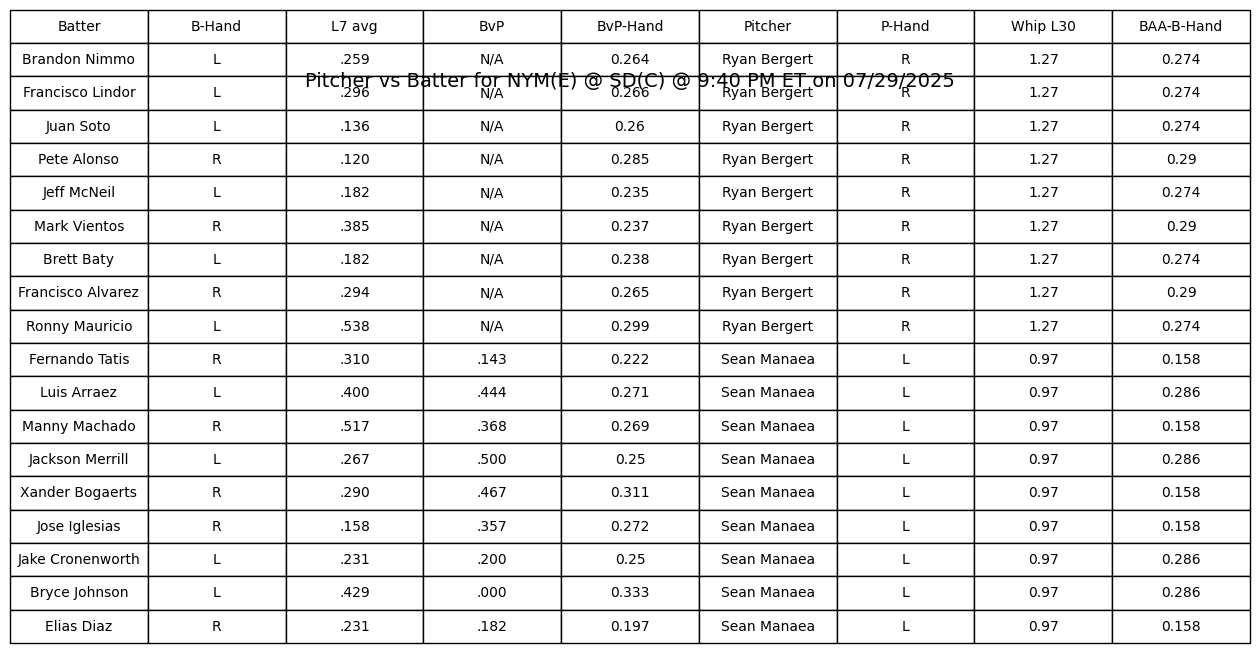 Batter B-Hand L7 avg BvP BvP-Hand Pitcher P-Hand Whip L30 BAA-B-Hand
Brandon Nimmo L .259 N/A 0.264 Ryan Bergert R 1.27 0.274
Pitcher vs Batter for NYM(E) @ SD(C) @ 9:40 PM ET on 07/29/2025
Francisco Lindor L .296 N/A 0.266 Ryan Bergert R 1.27 0.274
Juan Soto L .136 N/A 0.26 Ryan Bergert R 1.27 0.274
Pete Alonso R .120 N/A 0.285 Ryan Bergert R 1.27 0.29
Jeff McNeil L .182 N/A 0.235 Ryan Bergert R 1.27 0.274
Mark Vientos R .385 N/A 0.237 Ryan Bergert R 1.27 0.29
Brett Baty L .182 N/A 0.238 Ryan Bergert R 1.27 0.274
Francisco Alvarez R .294 N/A 0.265 Ryan Bergert R 1.27 0.29
Ronny Mauricio L .538 N/A 0.299 Ryan Bergert R 1.27 0.274
Fernando Tatis R .310 .143 0.222 Sean Manaea L 0.97 0.158
Luis Arraez L .400 .444 0.271 Sean Manaea L 0.97 0.286
Manny Machado R .517 .368 0.269 Sean Manaea L 0.97 0.158
Jackson Merrill L .267 .500 0.25 Sean Manaea L 0.97 0.286
Xander Bogaerts R .290 .467 0.311 Sean Manaea L 0.97 0.158
Jose Iglesias R .158 .357 0.272 Sean Manaea L 0.97 0.158
Jake Cronenworth L .231 .200 0.25 Sean Manaea L 0.97 0.286
Bryce Johnson L .429 .000 0.333 Sean Manaea L 0.97 0.286
Elias Diaz R .231 .182 0.197 Sean Manaea L 0.97 0.158